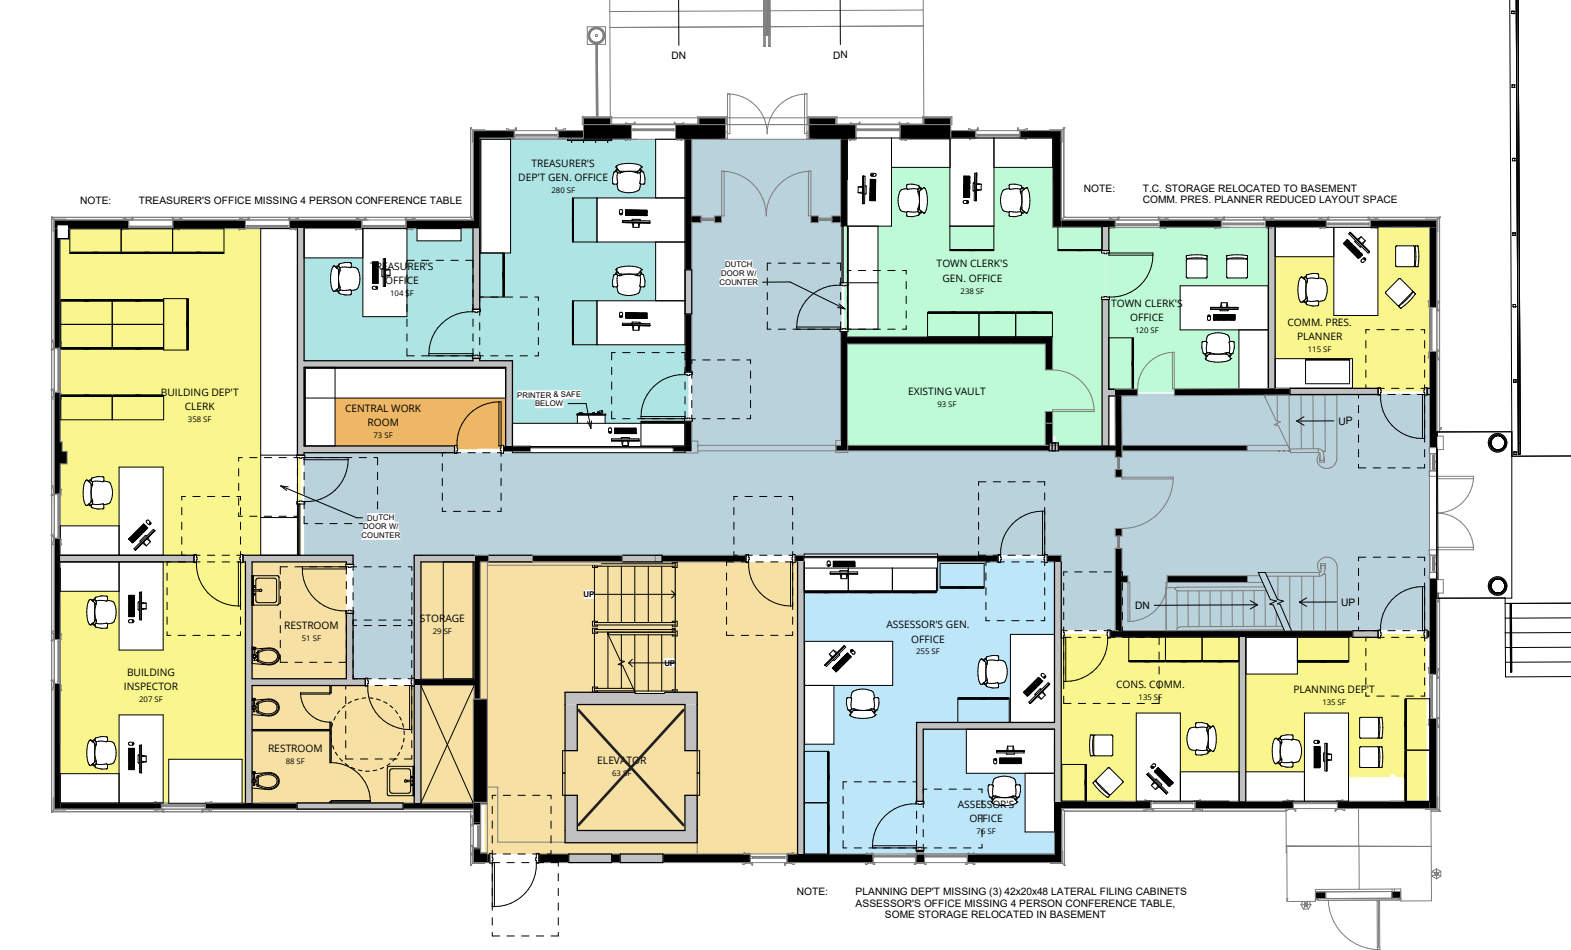 DN
DN
NOTE: TREASURER'S OFFICE MISSING 4 PERSON CONFERENCE TABLE
NOTE: T.C. STORAGE RELOCATED TO BASEMENT
COMM. PRES. PLANNER REDUCED LAYOUT SPACE
TREASURER'S
DEP'T GEN. OFFICE
280 SF
TREASURER'S
OFFICE
104 SF
DUTCH
DOOR W/
COUNTER
TOWN CLERK'S
GEN. OFFICE
238 SF
TOWN CLERK'S
OFFICE
120 SF
COMM. PRES.
PLANNER
115 SF
BUILDING DEP'T
CLERK
358 SF
CENTRAL WORK
ROOM
73 SF
PRINTER & SAFE
BELOW
EXISTING VAULT
93 SF
UP
DUTCH
DOOR W/
COUNTER
UP
DN
UP
RESTROOM
51 SF
STORAGE
29 SF
ASSESSOR'S GEN.
OFFICE
255 SF
UP
BUILDING
INSPECTOR
207 SF
CONS. COMM.
135 SF
PLANNING DEP'T
135 SF
RESTROOM
88 SF
ELEVATOR
63 SF
ASSESSOR'S
OFFICE
76 SF
NOTE: PLANNING DEP'T MISSING (3) 42x20x48 LATERAL FILING CABINETS
ASSESSOR'S OFFICE MISSING 4 PERSON CONFERENCE TABLE,
SOME STORAGE RELOCATED IN BASEMENT